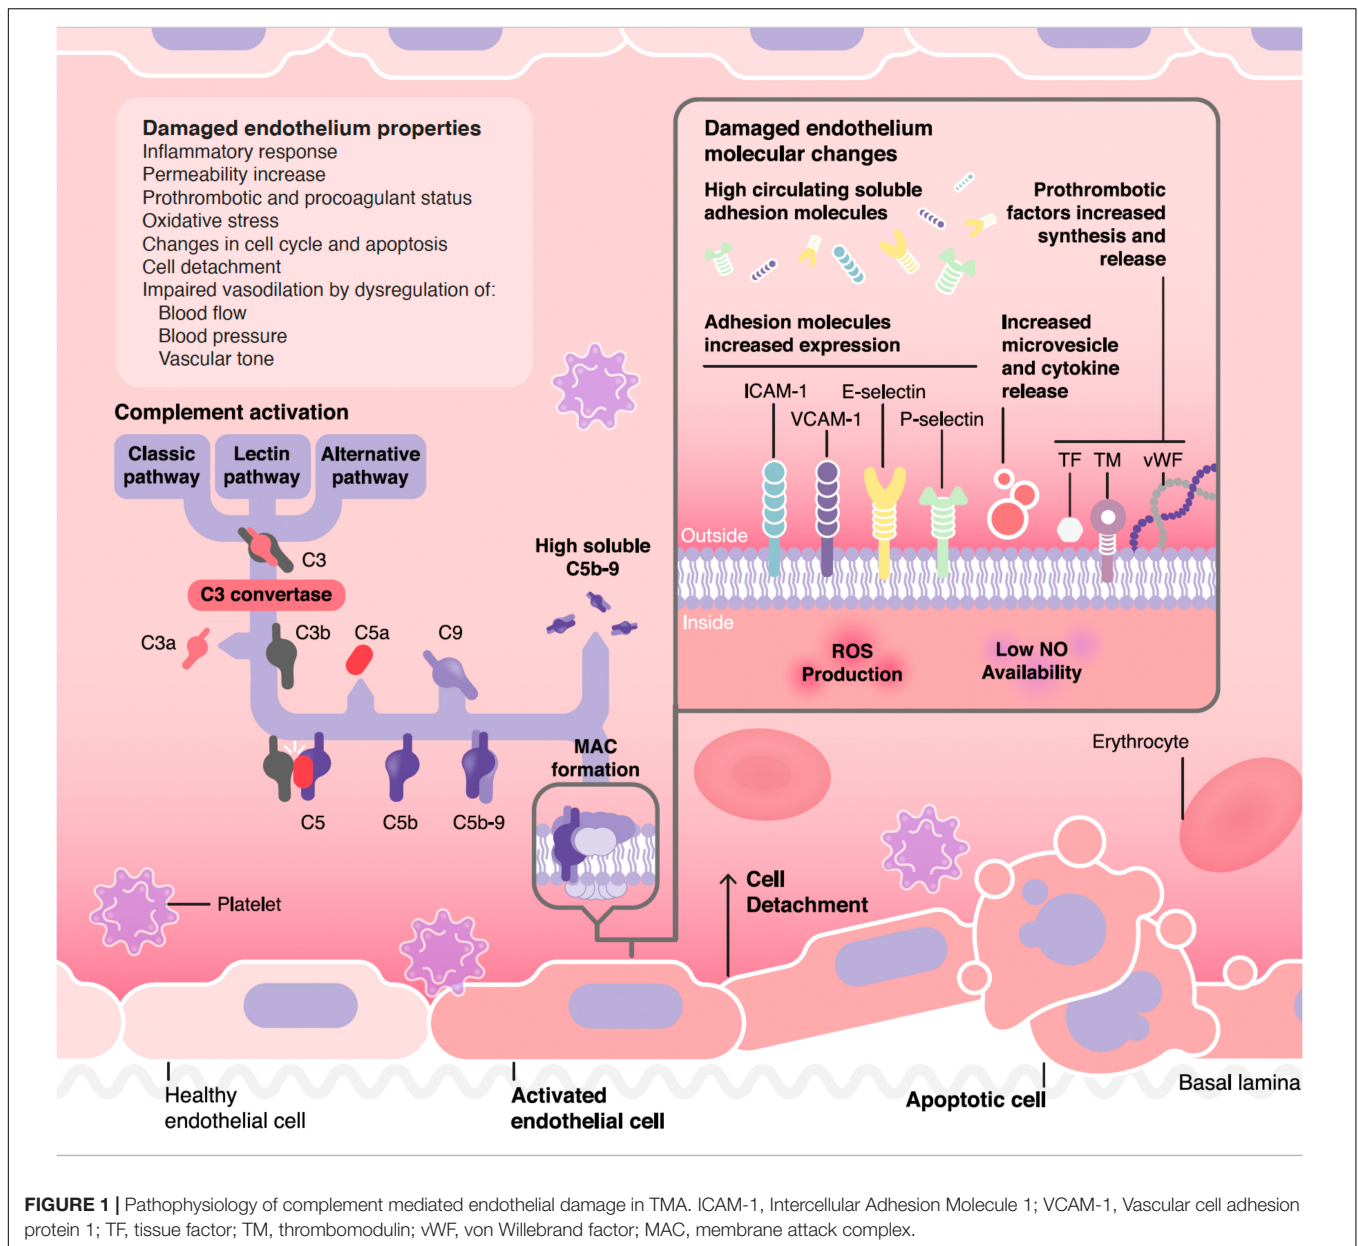 Damaged endothelium properties
Inflammatory response
Permeability increase
Prothrombotic and procoagulant status
Oxidative stress
Changes in cell cycle and apoptosis
Cell detachment
Impaired vasodilation by dysregulation of:
Blood flow
Blood pressure
Vascular tone
Complement activation
Classic
pathway
Lectin
pathway
Alternative
pathway
C3
C3 convertase
C3a
C3b
C5a
C9
C5
C5b
C5b-9
High soluble
C5b-9
MAC
formation
Platelet
Damaged endothelium
molecular changes
High circulating soluble
adhesion molecules
Prothrombotic
factors increased
synthesis and
release
Adhesion molecules
increased expression
Increased
microvesicle
and cytokine
release
ICAM-1
E-selectin
VCAM-1
P-selectin
TF
TM
vWF
Outside
Inside
ROS
Production
Low NO
Availability
Erythrocyte
Cell
Detachment
Healthy
endothelial cell
Activated
endothelial cell
Apoptotic cell
Basal lamina
FIGURE 1 | Pathophysiology of complement mediated endothelial damage in TMA. ICAM-1, Intercellular Adhesion Molecule 1; VCAM-1, Vascular cell adhesion
protein 1; TF, tissue factor; TM, thrombomodulin; vWF, von Willebrand factor; MAC, membrane attack complex.